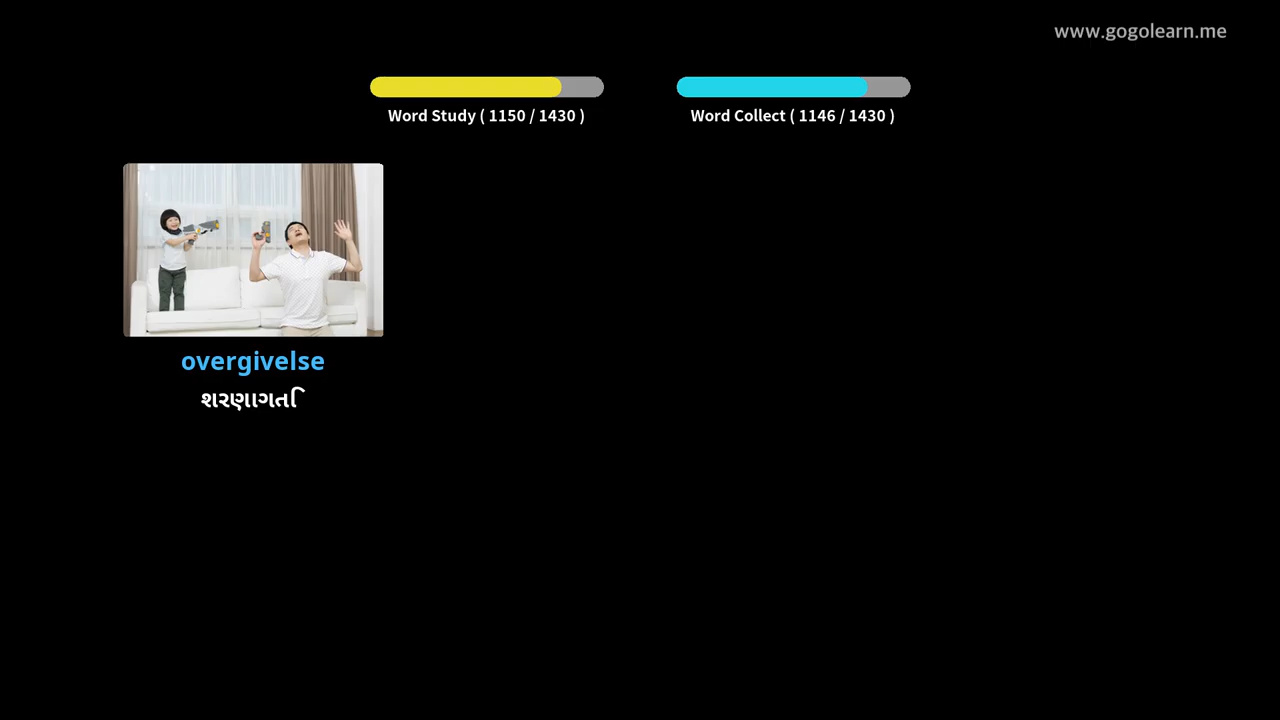 www.gogolearn.me
Word Study ( 1150 / 1430 )
Word Collect ( 1146 / 1430 )
overgivelse
શરણાગતિ